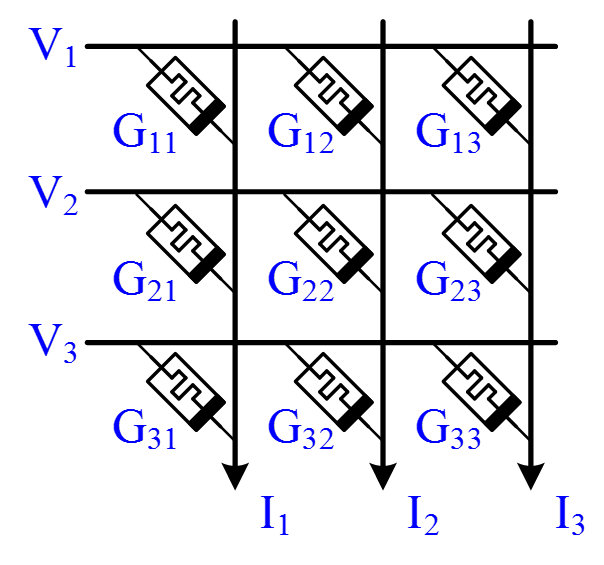 V₁
G₁₁ G₁₂ G₁₃
V₂
G₂₁ G₂₂ G₂₃
V₃
G₃₁ G₃₂ G₃₃
I₁ I₂ I₃